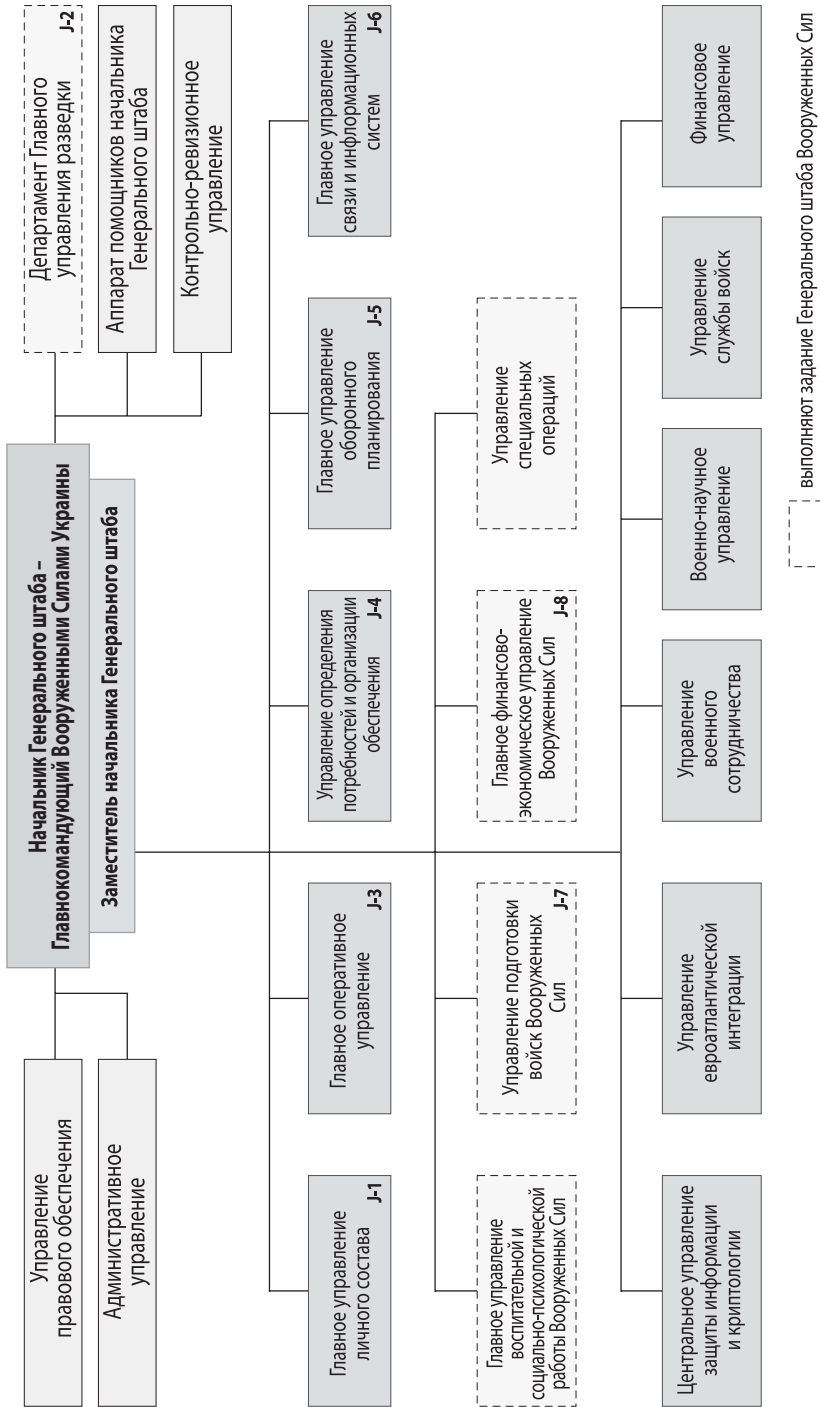 Начальник Генерального штаба –
Главнокомандующий Вооруженными Силами Украины
Заместитель начальника Генерального штаба
Управление
правового обеспечения
Административное
управление
Департамент Главного
управления разведки
J-2
Аппарат помощников начальника
Генерального штаба
Контрольно-ревизионное
управление
Главное управление
личного состава
J-1
Главное оперативное
управление
J-3
Управление определения
потребностей и организации
обеспечения
J-4
Главное управление
оборонного
планирования
J-5
Главное управление
связи и инфлормационных
систем
J-6
Главное управление
воспитательной и
социально-психологической
работы Вооруженных Сил
Управление подготовки
войск Вооруженных
Сил
J-7
Главное финансово-
экономическое управление
Вооруженных Сил
J-8
Управление
специальных
операций
Центральное управление
защиты информации
и криптологии
Управление
евроатлантической
интеграции
Управление
военного
сотрудничества
Военно-научное
управление
Управление
службы войск
Финансовое
управление
выполняют задание Генерального штаба Вооруженных Сил